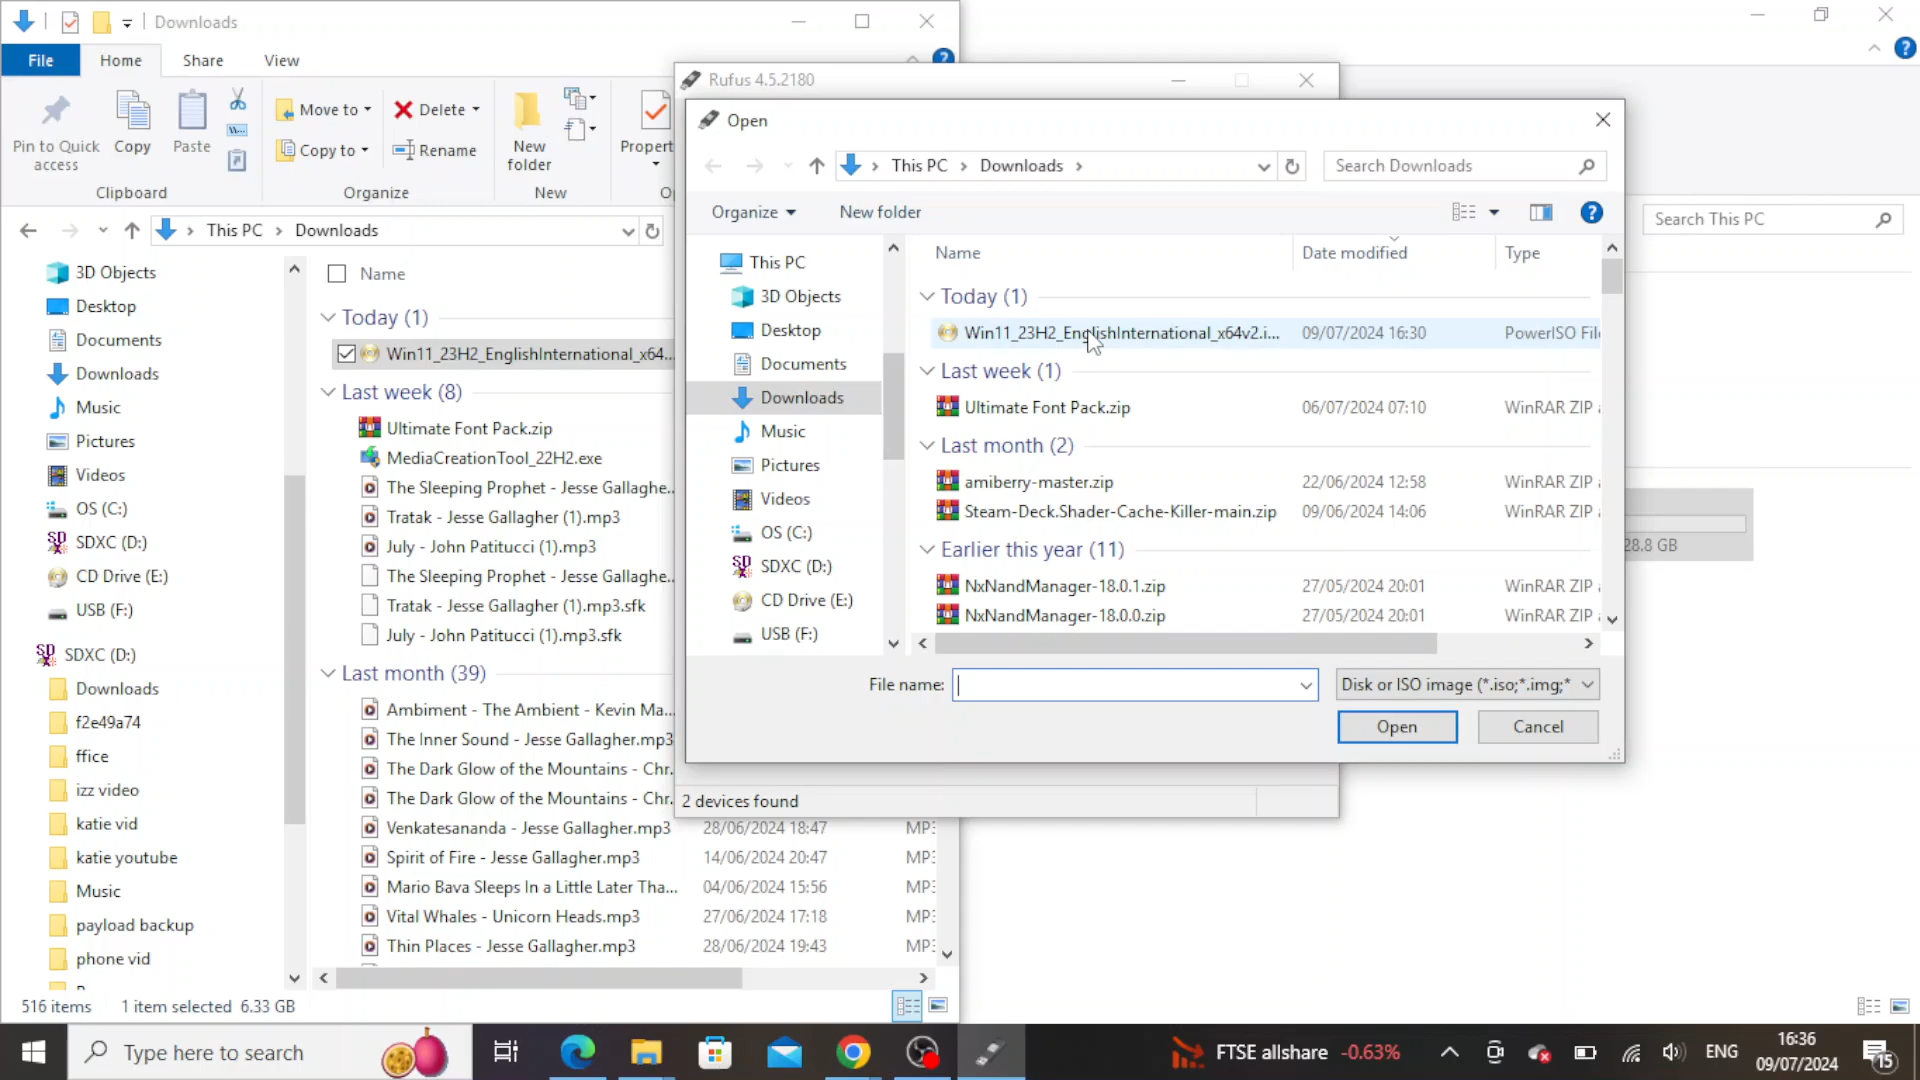 Downloads
File
Home
Share
View
Pin to Quick
access
Copy
Paste
Clipboard
Move to
Copy to
Delete
Rename
Organize
New
folder
New
Propert
This PC
Downloads
3D Objects
Desktop
Documents
Downloads
Music
Pictures
Videos
OS (C:)
SDXC (D:)
CD Drive (E:)
USB (F:)
SDXC (D:)
Downloads
f2e49a74
ffice
izz video
katie vid
katie youtube
Music
payload backup
phone vid
Name
Today (1)
Win11_23H2_EnglishInternational_x64...
Last week (8)
Ultimate Font Pack.zip
MediaCreationTool_22H2.exe
The Sleeping Prophet - Jesse Gallaghe...
Tratak - Jesse Gallagher (1).mp3
July - John Patitucci (1).mp3
The Sleeping Prophet - Jesse Gallaghe...
Tratak - Jesse Gallagher (1).mp3.sfk
July - John Patitucci (1).mp3.sfk
Last month (39)
Ambiment - The Ambient - Kevin Ma...
The Inner Sound - Jesse Gallagher.mp3
The Dark Glow of the Mountains - Chr...
The Dark Glow of the Mountains - Chr...
Venkatesananda - Jesse Gallagher.mp3 28/06/2024 18:47 MP3
Spirit of Fire - Jesse Gallagher.mp3 14/06/2024 20:47 MP3
Mario Bava Sleeps In a Little Later Tha... 04/06/2024 15:56 MP3
Vital Whales - Unicorn Heads.mp3 27/06/2024 17:18 MP3
Thin Places - Jesse Gallagher.mp3 28/06/2024 19:43 MP3
516 items 1 item selected 6.33 GB
Rufus 4.5.2180
Open
This PC
Downloads
Search Downloads
Organize
New folder
This PC
3D Objects
Desktop
Documents
Downloads
Music
Pictures
Videos
OS (C:)
SDXC (D:)
CD Drive (E:)
USB (F:)
Name Date modified Type
Today (1)
Win11_23H2_EnglishInternational_x64v2.i... 09/07/2024 16:30 PowerISO File
Last week (1)
Ultimate Font Pack.zip 06/07/2024 07:10 WinRAR ZIP a
Last month (2)
amiberry-master.zip 22/06/2024 12:58 WinRAR ZIP a
Steam-Deck.Shader-Cache-Killer-main.zip 09/06/2024 14:06 WinRAR ZIP a
Earlier this year (11)
NxNandManager-18.0.1.zip 27/05/2024 20:01 WinRAR ZIP a
NxNandManager-18.0.0.zip 27/05/2024 20:01 WinRAR ZIP a
File name:
Disk or ISO image (*.iso;*.img;*
Open
Cancel
2 devices found
Search This PC
28.8 GB
Type here to search
FTSE allshare -0.63%
ENG
16:36
09/07/2024
15